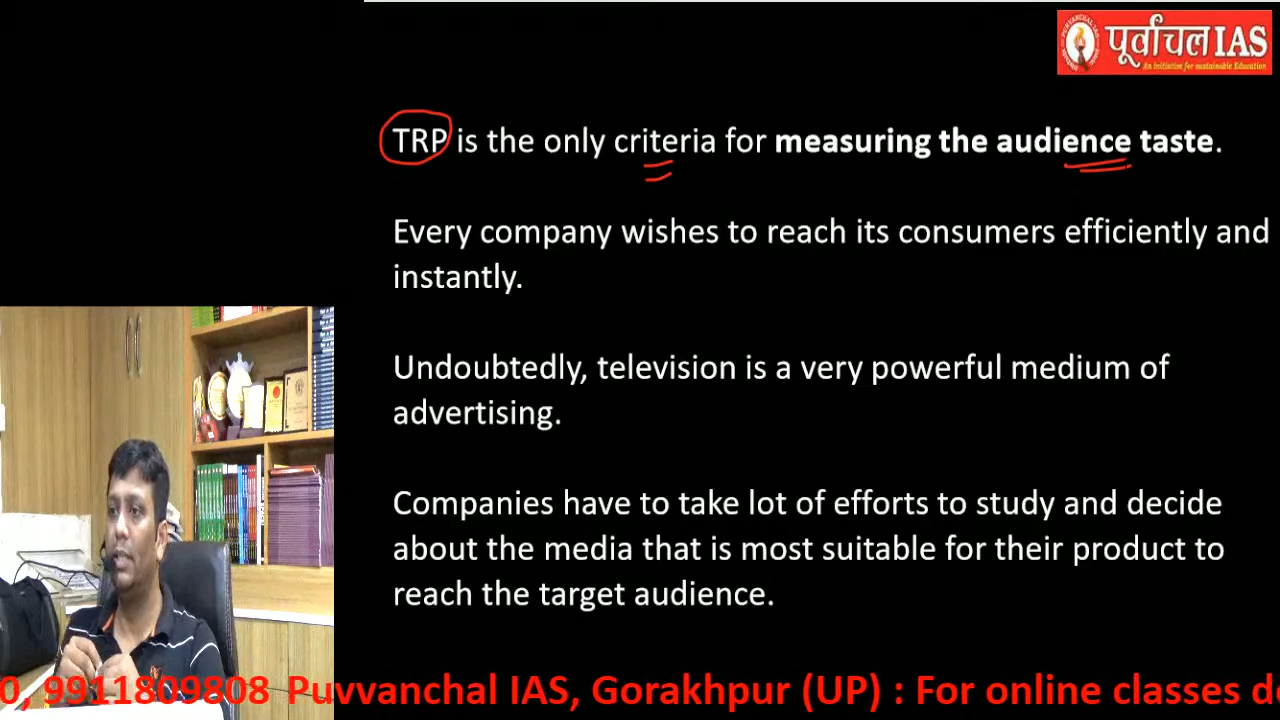 पूर्वांचल IAS
An initiative for sustainable Education
TRP is the only criteria for measuring the audience taste.
Every company wishes to reach its consumers efficiently and
instantly.
Undoubtedly, television is a very powerful medium of
advertising.
Companies have to take lot of efforts to study and decide
about the media that is most suitable for their product to
reach the target audience.
0, 9911809808 Puvvanchal IAS, Gorakhpur (UP) : For online classes de